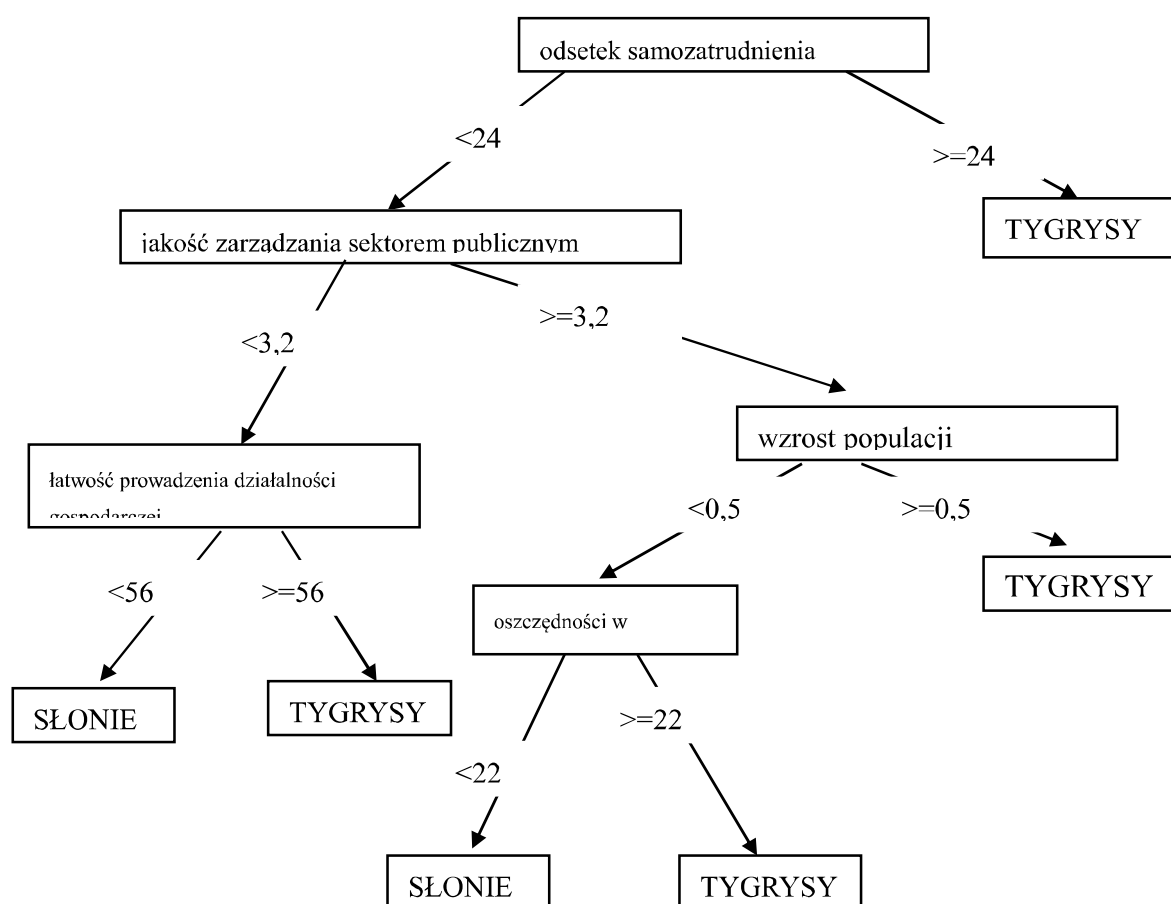 odsetek samozatrudnienia
<24
>=24
TYGRYSY
jakość zarządzania sektorem publicznym
<3,2
>=3,2
wzrost populacji
łatwość prowadzenia działalności
gospodarczej
<0,5
>=0,5
TYGRYSY
<56
>=56
oszczędności w
SŁONIE
TYGRYSY
<22
>=22
SŁONIE
TYGRYSY